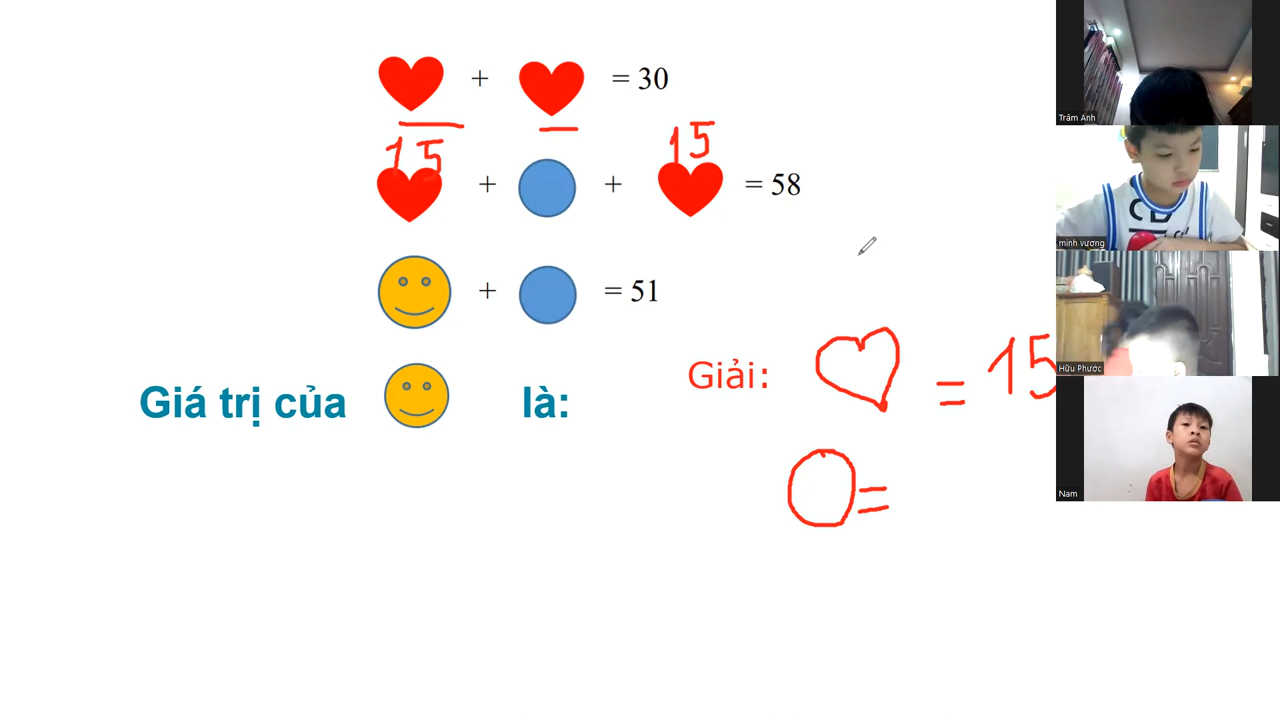 + = 30
15 15
+ + = 58
+ = 51
Giải: = 15
Giá trị của là:
=
Trâm Anh
minh vương
Hữu Phước
Nam